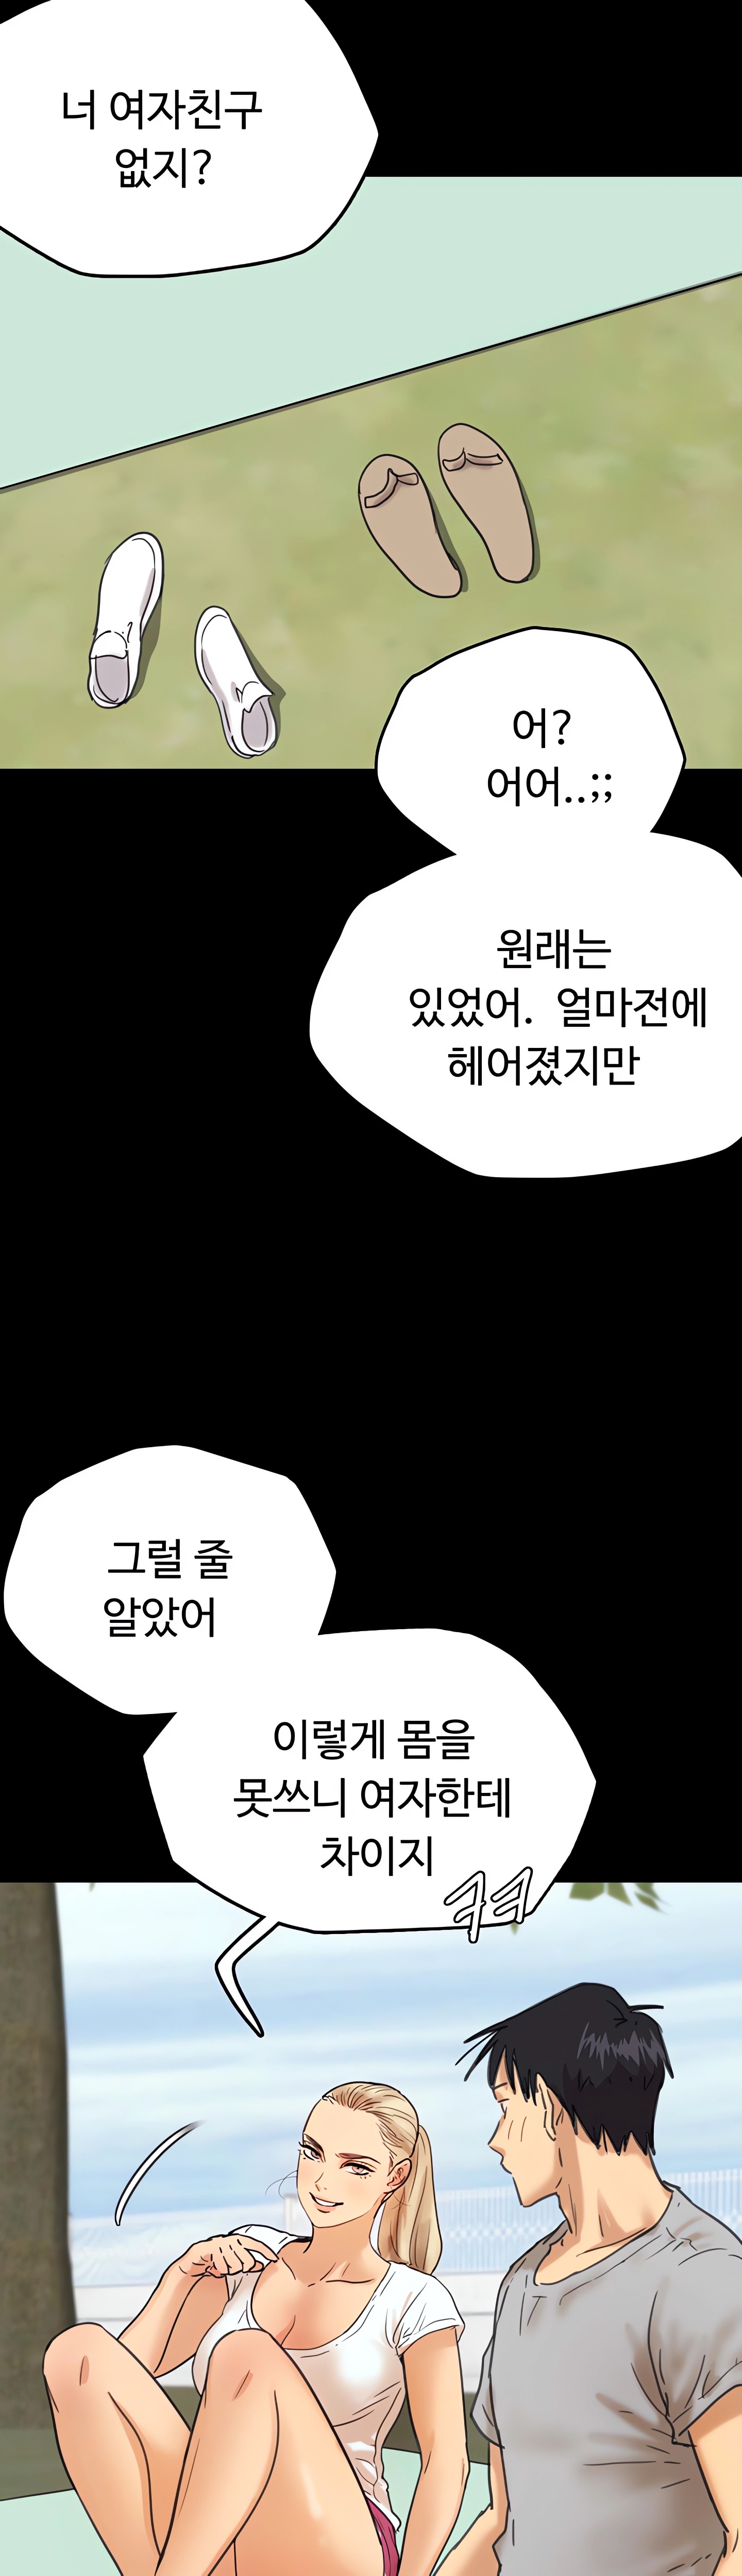 너 여자친구
없지?
어?
어어..;;
원래는
있었어. 얼마전에
헤어졌지만
그럴 줄
알았어
이렇게 몸을
못쓰니 여자한테
차이지
ㅋㅋ